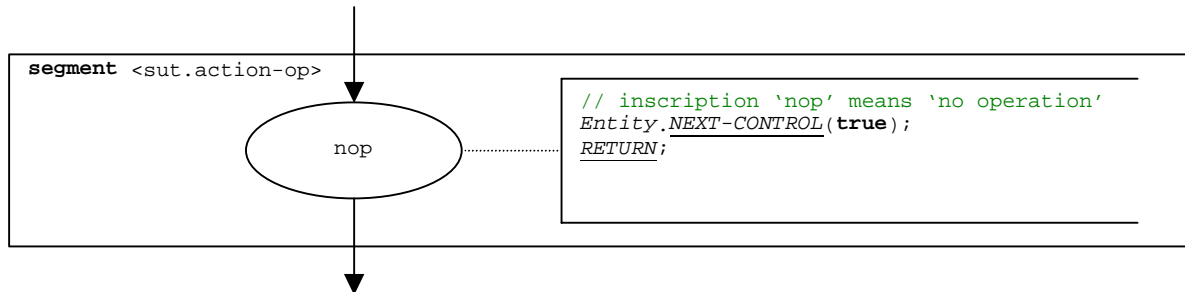 segment <sut.action-op>
// inscription ‘nop’ means ‘no operation’
Entity.NEXT-CONTROL(true);
RETURN;
nop